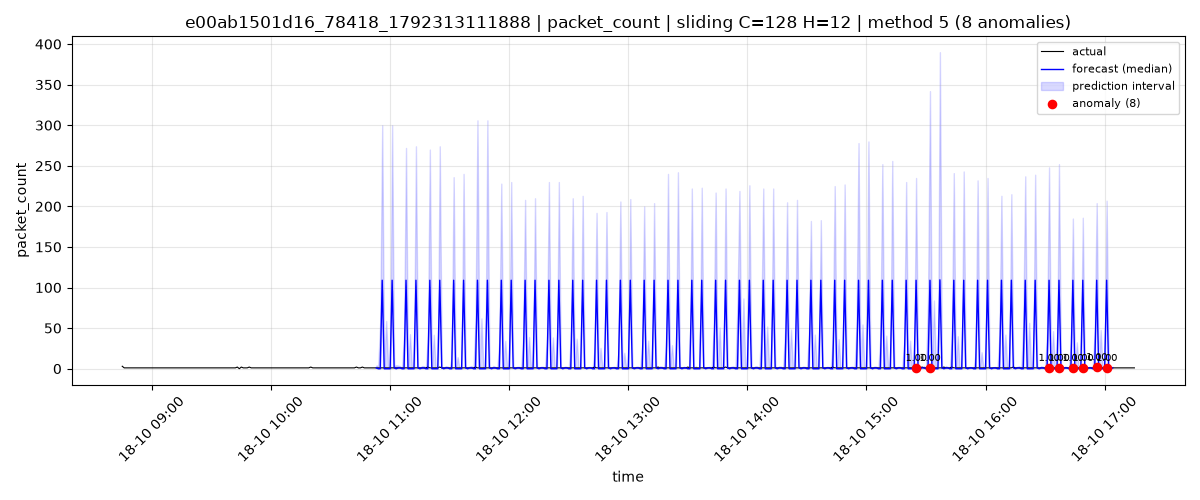 e00ab1501d16_78418_1792313111888 | packet_count | sliding C=128 H=12 | method 5 (8 anomalies)
actual
forecast (median)
prediction interval
anomaly (8)
packet_count
400
350
300
250
200
150
100
50
0
18-10 09:00
18-10 10:00
18-10 11:00
18-10 12:00
18-10 13:00
18-10 14:00
18-10 15:00
18-10 16:00
18-10 17:00
time